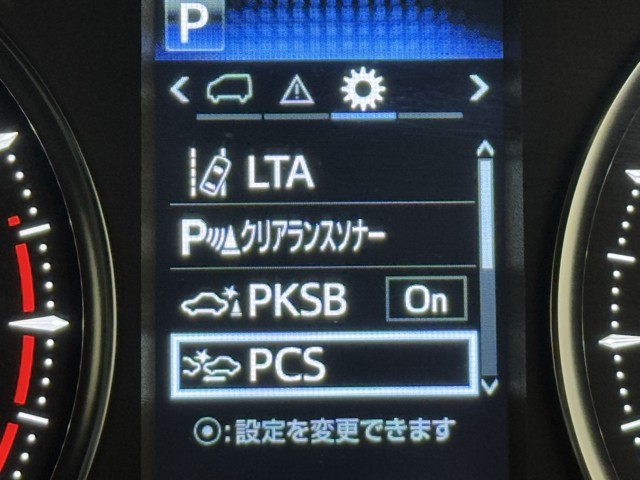 P
LTA
Pクリアランスソナー
PKSB On
PCS
:設定を変更できます